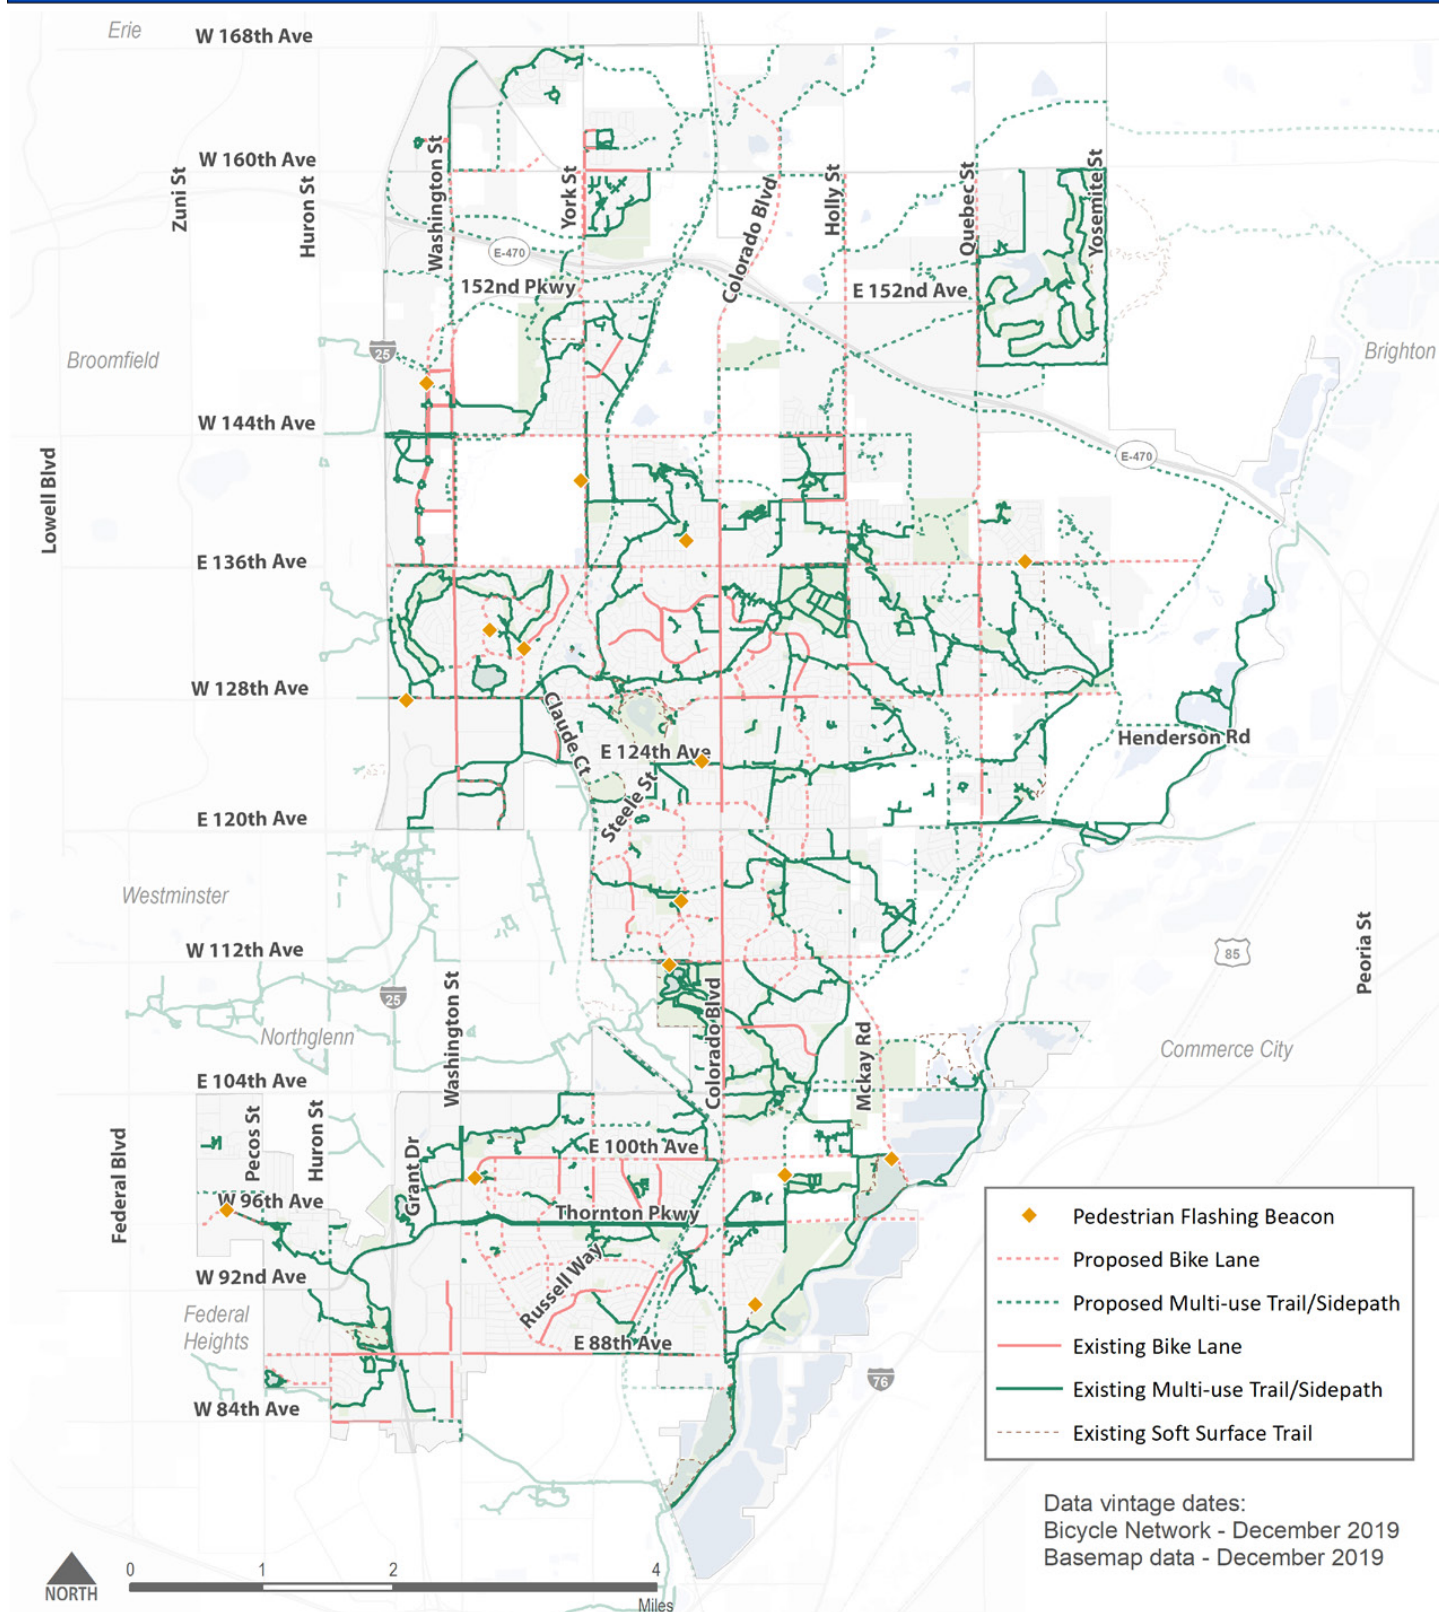 Erie
W 168th Ave
W 160th Ave
Zuni St
Huron St
Washington St
York St
Colorado Blvd
Holly St
Quebec St
Yosemite St
E-470
152nd Pkwy
E 152nd Ave
25
Broomfield
Brighton
W 144th Ave
E-470
Lowell Blvd
E 136th Ave
W 128th Ave
Claude Ct
Henderson Rd
E 124th Ave
Steele St
E 120th Ave
Westminster
W 112th Ave
85
Peoria St
25
Washington St
Colorado Blvd
Northglenn
Mckay Rd
Commerce City
E 104th Ave
Federal Blvd
Pecos St
Huron St
Grant Dr
E 100th Ave
W 96th Ave
Thornton Pkwy
Russell Way
W 92nd Ave
Federal
Heights
E 88th Ave
76
W 84th Ave
Pedestrian Flashing Beacon
Proposed Bike Lane
Proposed Multi-use Trail/Sidepath
Existing Bike Lane
Existing Multi-use Trail/Sidepath
Existing Soft Surface Trail
Data vintage dates:
Bicycle Network - December 2019
Basemap data - December 2019
NORTH
0 1 2 4
Miles